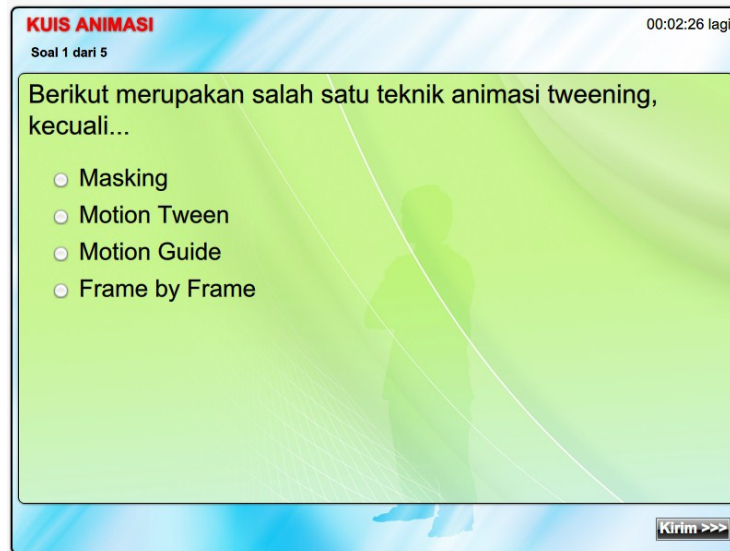 KUIS ANIMASI
00:02:26 lagi
Soal 1 dari 5
Berikut merupakan salah satu teknik animasi tweening,
kecuali...
Masking
Motion Tween
Motion Guide
Frame by Frame
Kirim >>>